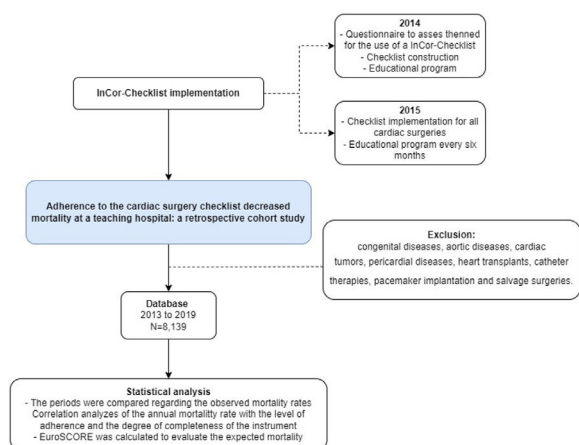 2014
- Questionnaire to asses thenned
for the use of a InCor-Checklist
- Checklist construction
- Educational program
InCor-Checklist implementation
2015
- Checklist implementation for all
cardiac surgeries
- Educational program every six
months
Adherence to the cardiac surgery checklist decreased
mortality at a teaching hospital: a retrospective cohort study
Exclusion:
congenital diseases, aortic diseases, cardiac
tumors, pericardial diseases, heart transplants, catheter
therapies, pacemaker implantation and salvage surgeries.
Database
2013 to 2019
N=8,139
Statistical analysis
- The periods were compared regarding the observed mortality rates
Correlation analyzes of the annual mortatlity rate with the level of
adherence and the degree of completeness of the instrument
- EuroSCORE was calculated to evaluate the expected mortality